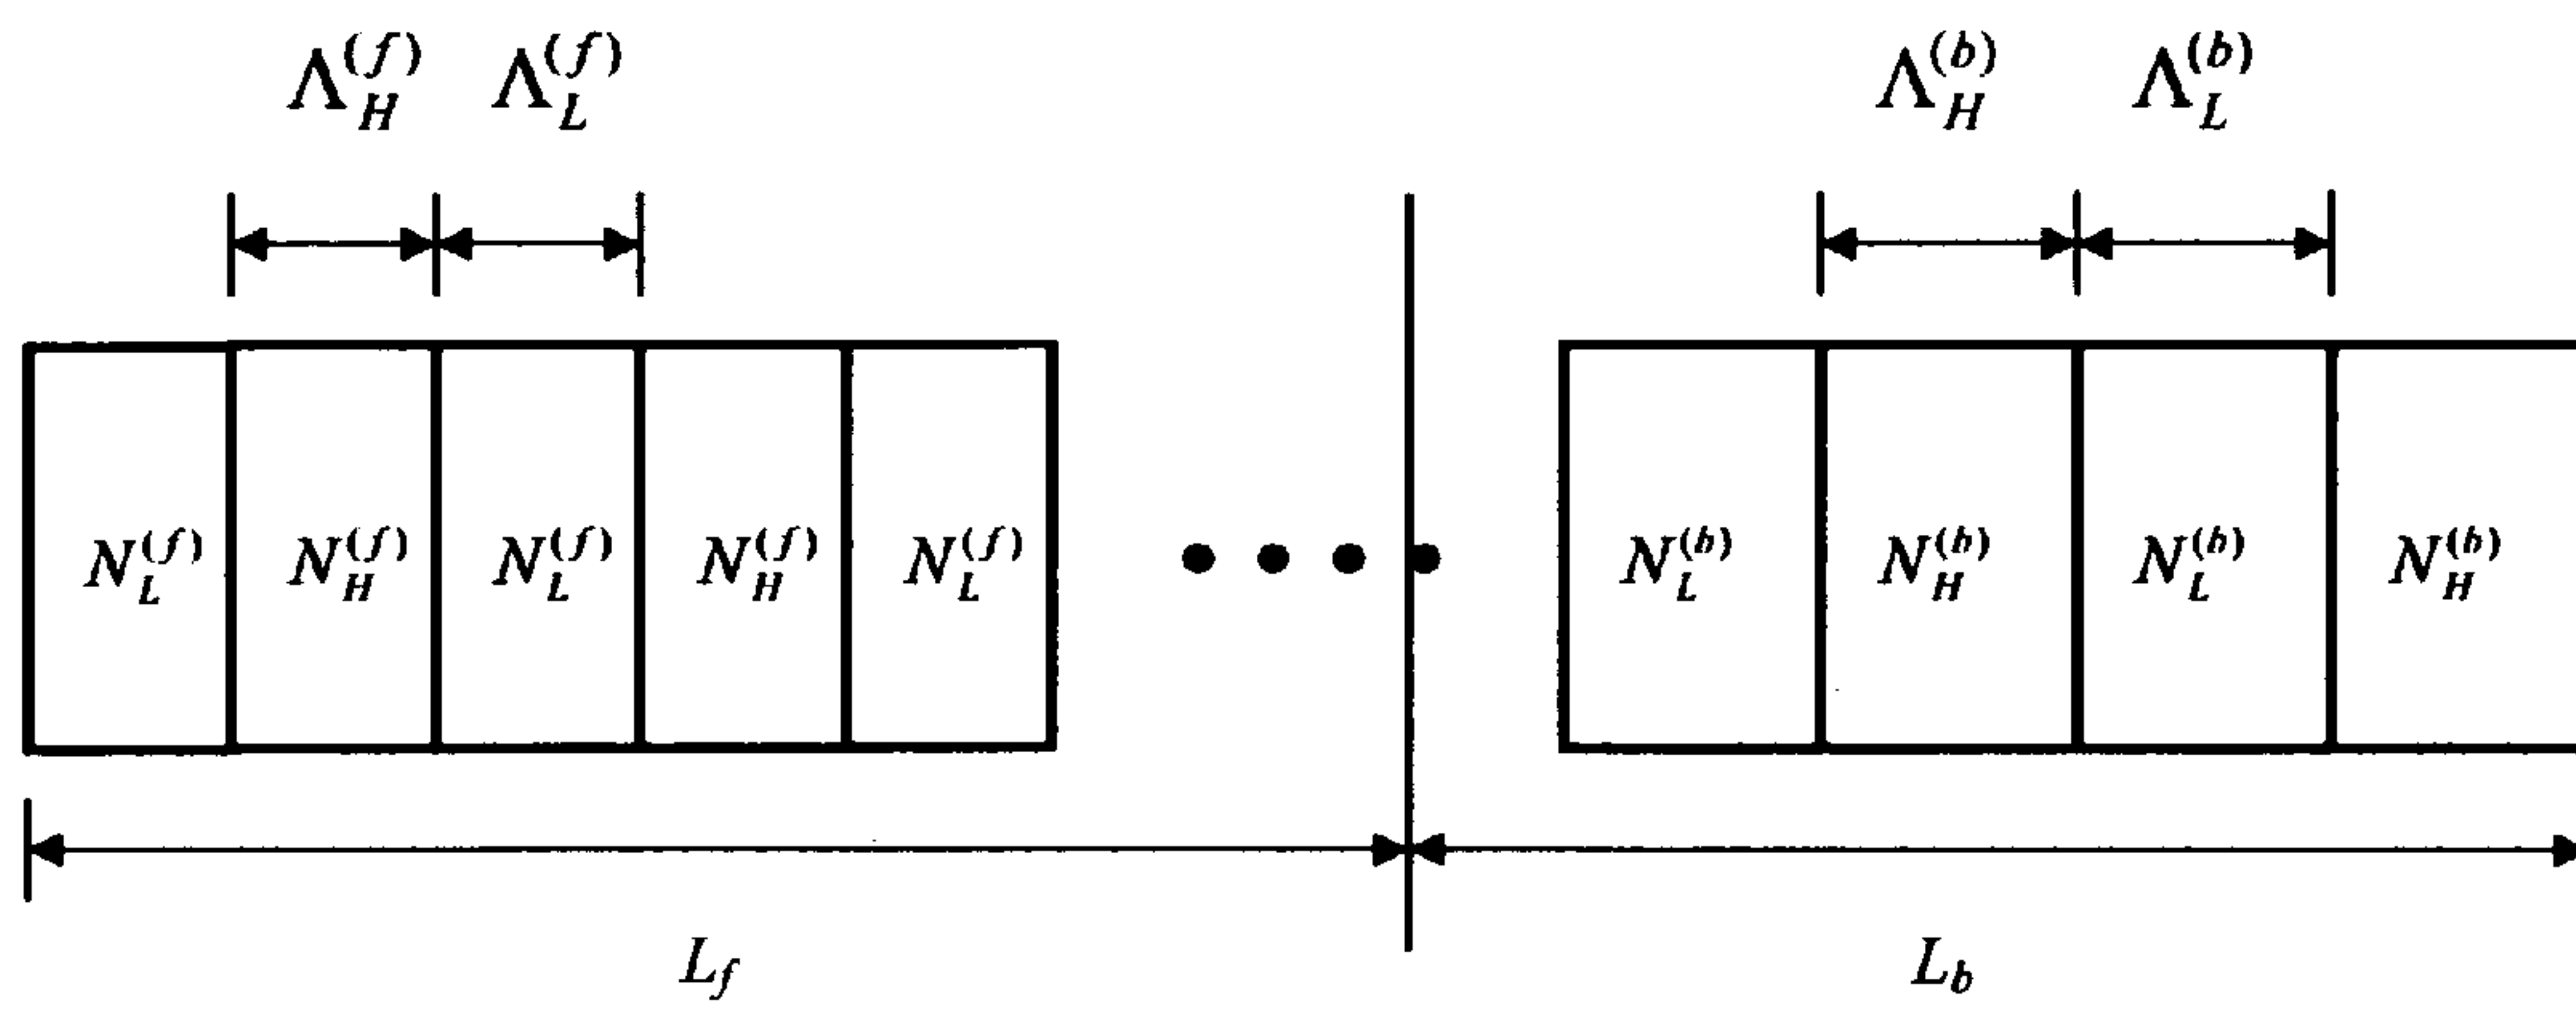 Λ_H^(f) Λ_L^(f) Λ_H^(b) Λ_L^(b)
N_L^(f) N_H^(f) N_L^(f) N_H^(f) N_L^(f) N_L^(b) N_H^(b) N_L^(b) N_H^(b)
L_f L_b